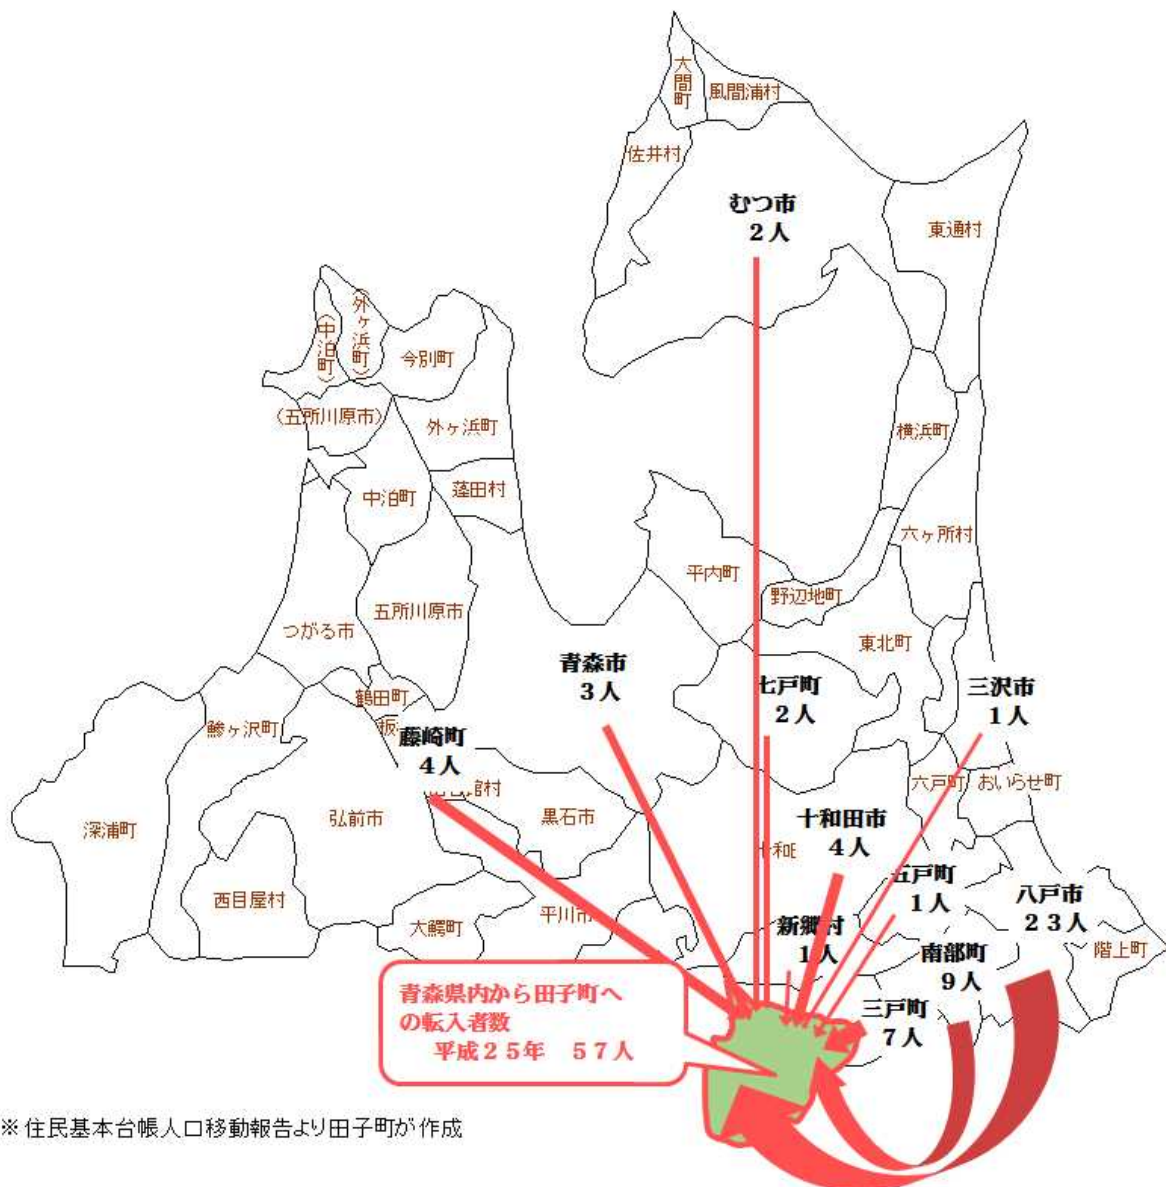 大間町
風間浦村
佐井村
むつ市
２人
東通村
(外ヶ浜町)
(中泊町)
今別町
(五所川原市)
外ヶ浜町
横浜町
中泊町
蓬田村
六ヶ所村
平内町
野辺地町
五所川原市
つがる市
東北町
青森市
３人
七戸町
２人
三沢市
１人
鶴田町
鰺ヶ沢町
板
藤崎町
４人
館村
六戸町
おいらせ町
深浦町
弘前市
黒石市
十和田市
４人
十和田
五戸町
１人
八戸市
２３人
西目屋村
大鰐町
平川市
新郷村
１人
南部町
９人
階上町
三戸町
７人
青森県内から田子町へ
の転入者数
平成２５年　５７人
※住民基本台帳人口移動報告より田子町が作成